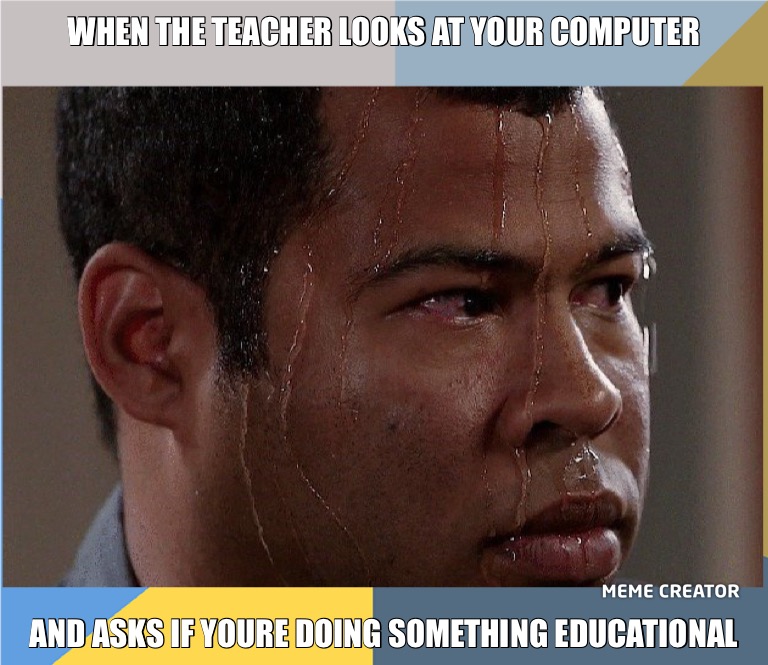 WHEN THE TEACHER LOOKS AT YOUR COMPUTER
MEME CREATOR
AND ASKS IF YOURE DOING SOMETHING EDUCATIONAL